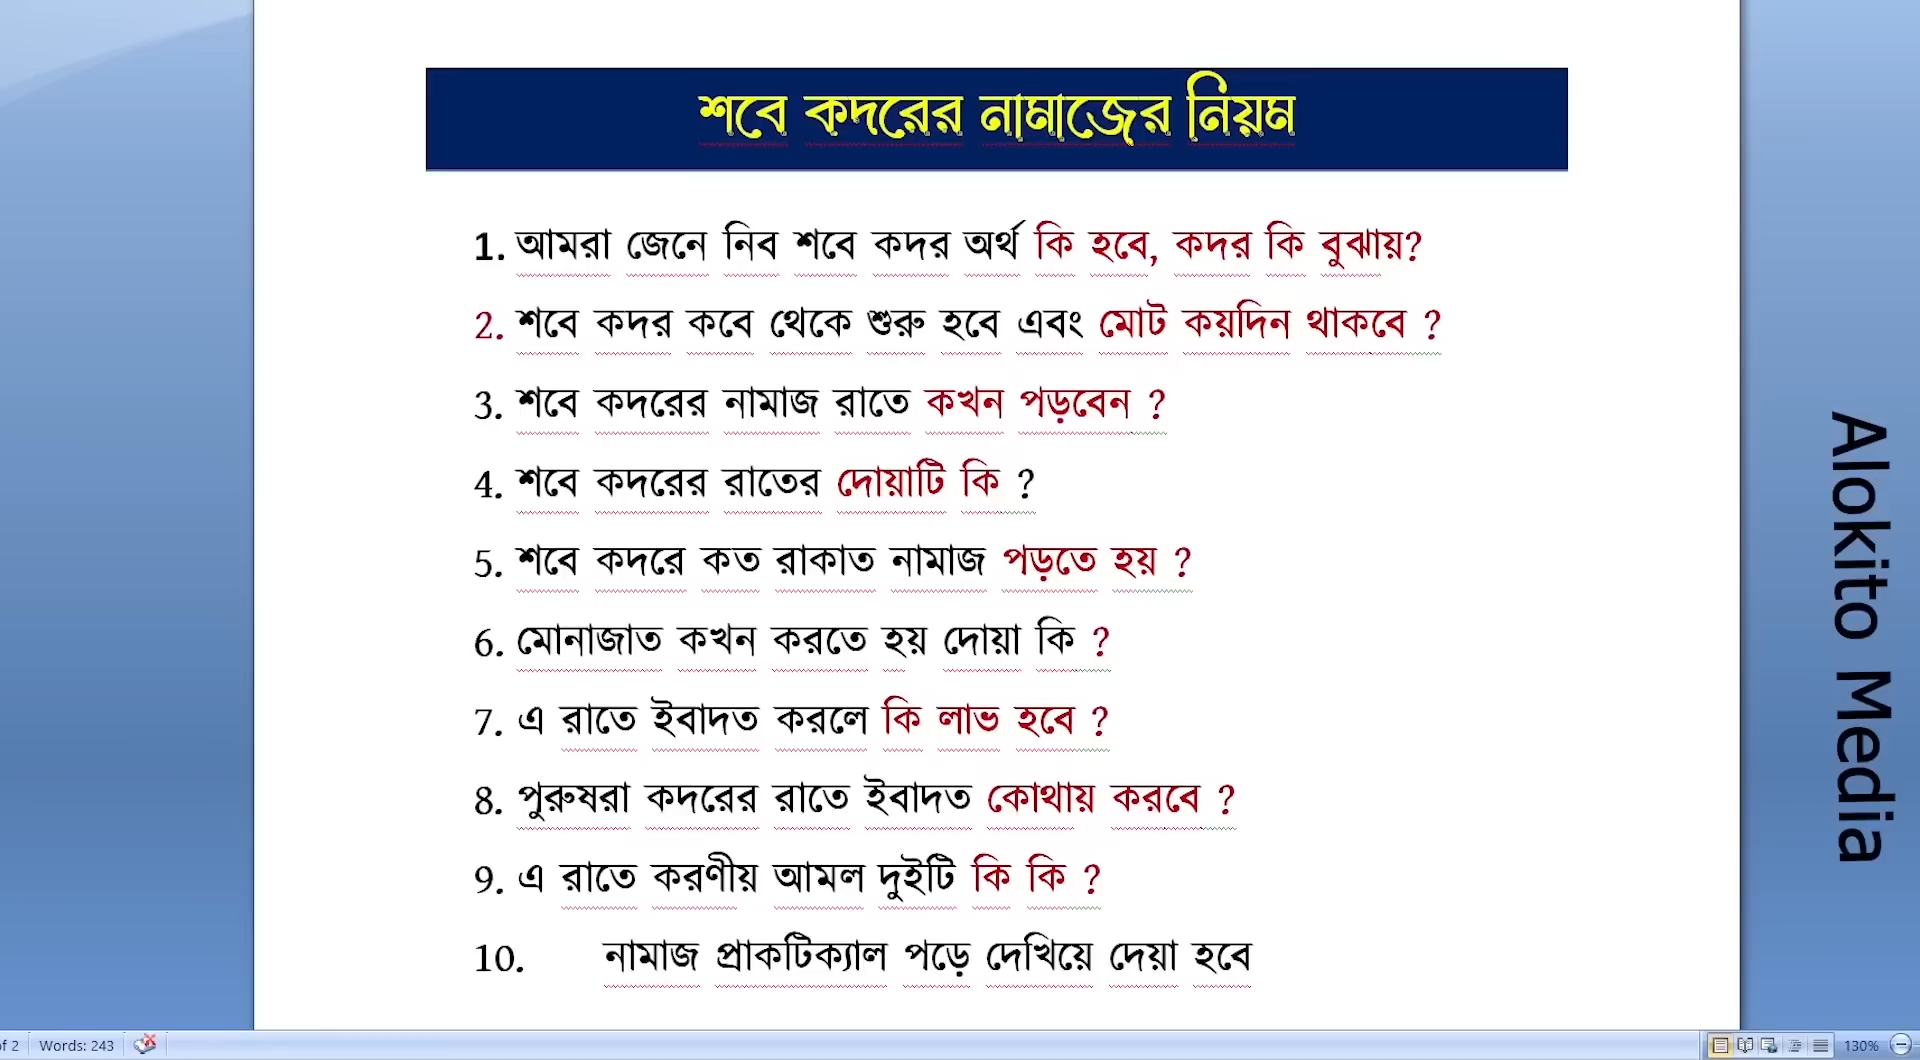 শবে কদরের নামাজের নিয়ম
1. আমরা জেনে নিব শবে কদর অর্থ কি হবে, কদর কি বুঝায়?
2. শবে কদর কবে থেকে শুরু হবে এবং মোট কয়দিন থাকবে ?
3. শবে কদরের নামাজ রাতে কখন পড়বেন ?
4. শবে কদরের রাতের দোয়াটি কি ?
5. শবে কদরে কত রাকাত নামাজ পড়তে হয় ?
6. মোনাজাত কখন করতে হয় দোয়া কি ?
7. এ রাতে ইবাদত করলে কি লাভ হবে ?
8. পুরুষরা কদরের রাতে ইবাদত কোথায় করবে ?
9. এ রাতে করণীয় আমল দুইটি কি কি ?
10. নামাজ প্রাকটিক্যাল পড়ে দেখিয়ে দেয়া হবে
Alokito Media
of 2 Words: 243
130%